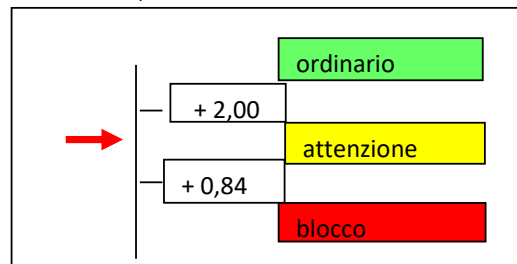 ordinario
+ 2,00
attenzione
+ 0,84
blocco